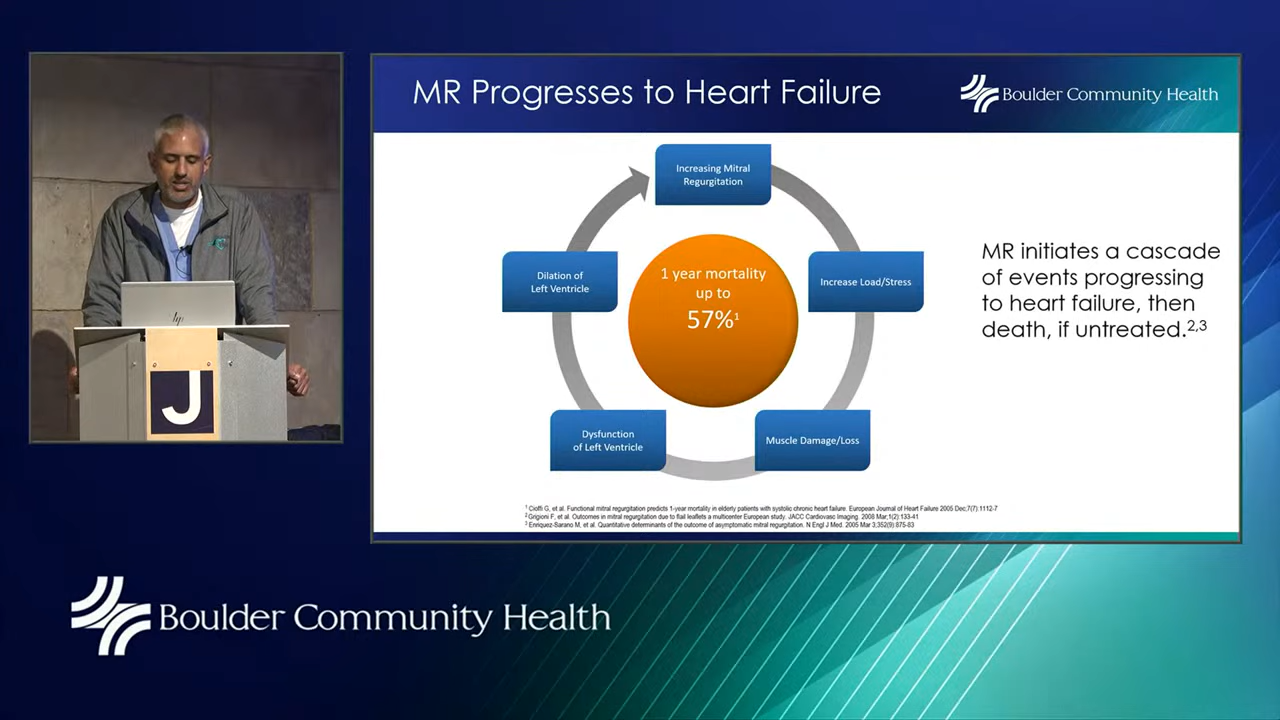 MR Progresses to Heart Failure
Boulder Community Health
Increasing Mitral
Regurgitation
Increase Load/Stress
Muscle Damage/Loss
Dysfunction
of Left Ventricle
Dilation of
Left Ventricle
1 year mortality
up to
57%¹
MR initiates a cascade
of events progressing
to heart failure, then
death, if untreated.²,³
¹ Cioffi G, et al. Functional mitral regurgitation predicts 1-year mortality in elderly patients with systolic chronic heart failure. European Journal of Heart Failure 2005 Dec;7(7):1112-7
² Grigioni F, et al. Outcomes in mitral regurgitation due to flail leaflets a multicenter European study. JACC Cardiovasc Imaging. 2008 Mar;1(2):133-41
³ Enriquez-Sarano M, et al. Quantitative determinants of the outcome of asymptomatic mitral regurgitation. N Engl J Med. 2005 Mar 3;352(9):875-83
hp
J
Boulder Community Health